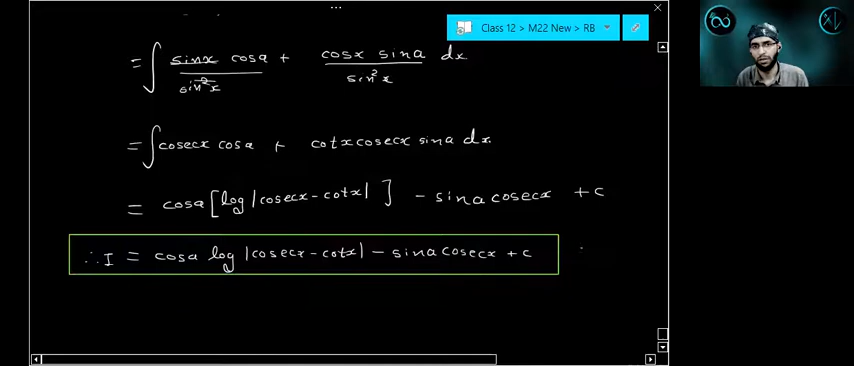 Class 12 > M22 New > RB
= ∫ sinx cosa / sin²x + cosx sina / sin²x dx
= ∫ cosecx cosa + cotx cosecx sina dx
= cosa [log |cosecx - cotx| ] - sina cosecx + c
∴ I = cosa log |cosecx - cotx| - sina cosecx + c